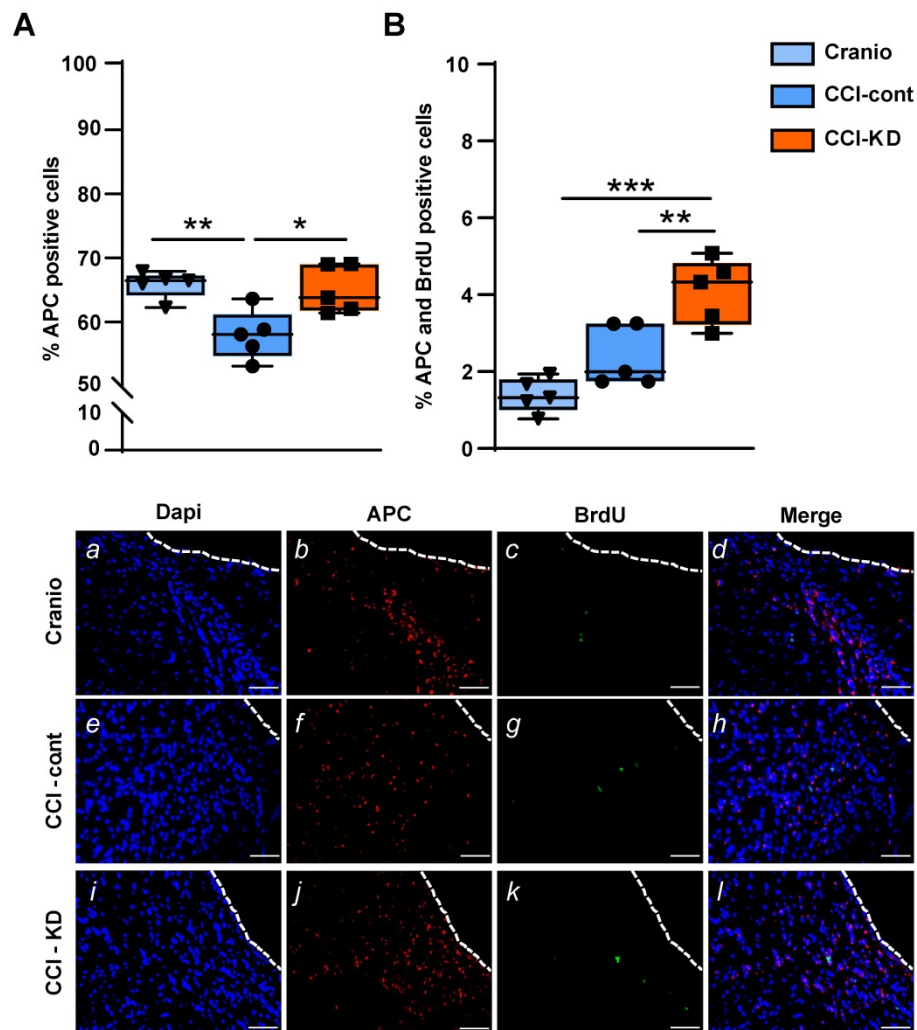 A
B
% APC positive cells
100
90
80
70
60
50
10
0
**
*
% APC and BrdU positive cells
10
8
6
4
2
0
***
**
Cranio
CCI-cont
CCI-KD
Dapi
APC
BrdU
Merge
Cranio
a
b
c
d
CCI -cont
e
f
g
h
CCI - KD
i
j
k
l